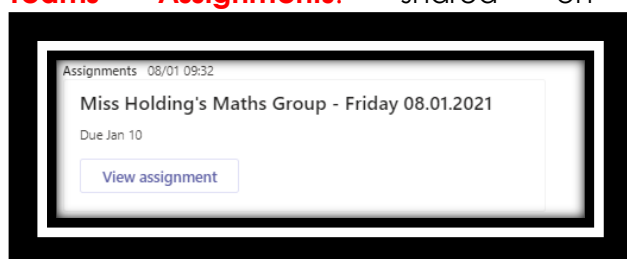 Teams Assignments: shared on
Assignments 08/01 09:32
Miss Holding's Maths Group - Friday 08.01.2021
Due Jan 10
View assignment